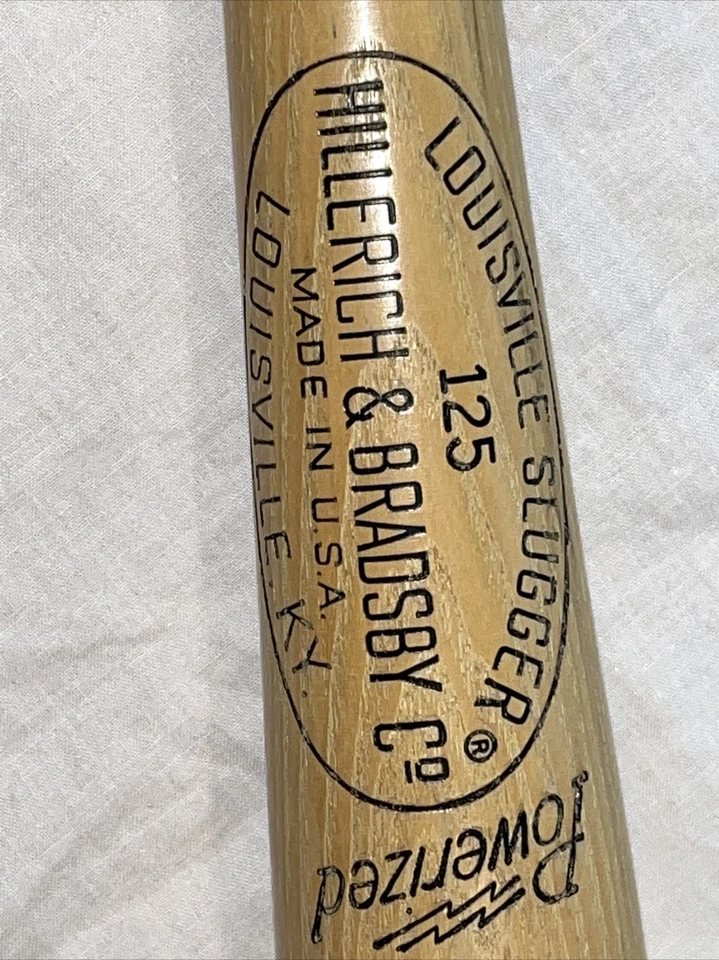 LOUISVILLE SLUGGER®
125
HILLERICH & BRADSBY Co
MADE IN U.S.A.
LOUISVILLE. KY.
Powerized